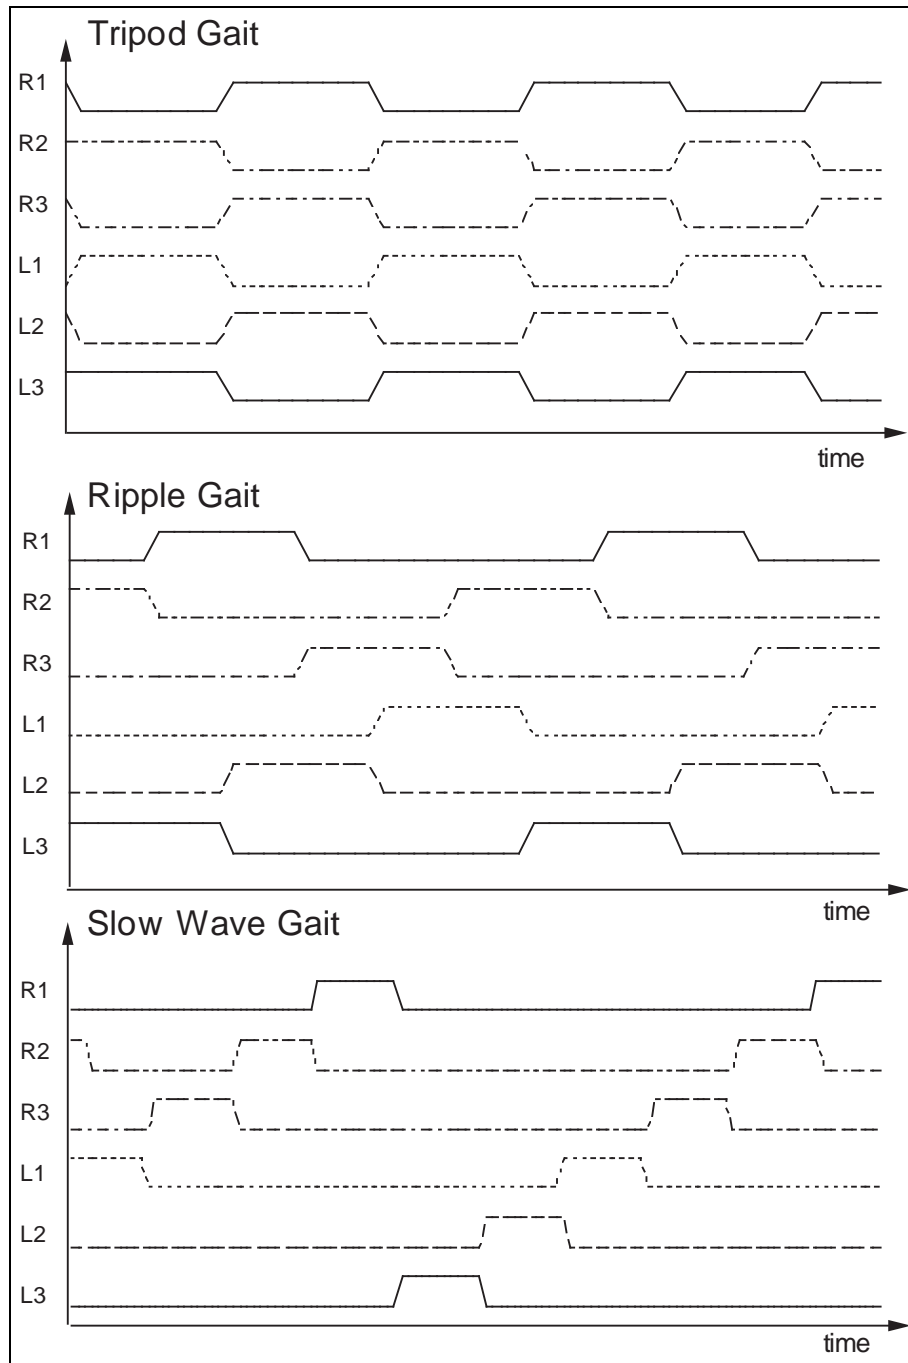 Tripod Gait
R1
R2
R3
L1
L2
L3
time
Ripple Gait
R1
R2
R3
L1
L2
L3
time
Slow Wave Gait
R1
R2
R3
L1
L2
L3
time